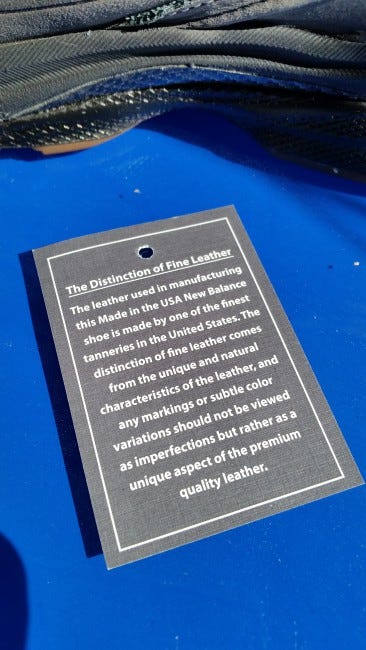 The Distinction of Fine Leather
The leather used in manufacturing
this Made in the USA New Balance
shoe is made by one of the finest
tanneries in the United States. The
distinction of fine leather comes
from the unique and natural
characteristics of the leather, and
any markings or subtle color
variations should not be viewed
as imperfections but rather as a
unique aspect of the premium
quality leather.